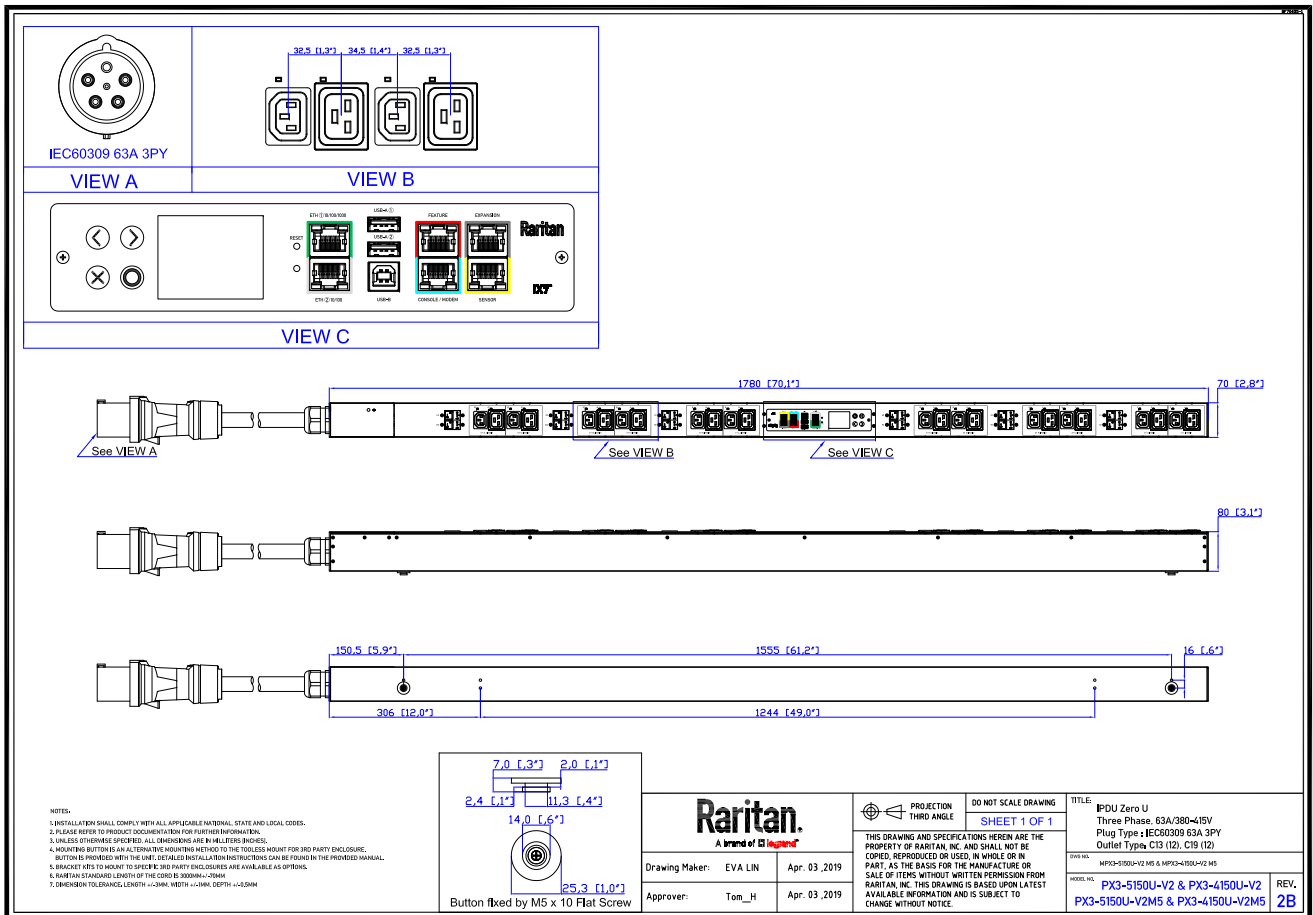 32,5 [1,3"]
34,5 [1,4"]
32,5 [1,3"]
IEC60309 63A 3PY
VIEW A
VIEW B
ETH ① 10/100/1000
USB-A ①
FEATURE
EXPANSION
RESET
USB-A ②
Raritan
ETH ② 10/100
USB-B
CONSOLE / MODEM
SENSOR
iX7™
VIEW C
1780 [70,1"]
70 [2,8"]
See VIEW A
See VIEW B
See VIEW C
80 [3,1"]
150,5 [5,9"]
1555 [61,2"]
16 [,6"]
306 [12,0"]
1244 [49,0"]
7,0 [,3"]
2,0 [,1"]
2,4 [,1"]
11,3 [,4"]
14,0 [,6"]
25,3 [1,0"]
Button fixed by M5 x 10 Flat Screw
NOTES:
1. INSTALLATION SHALL COMPLY WITH ALL APPLICABLE NATIONAL, STATE AND LOCAL CODES.
2. PLEASE REFER TO PRODUCT DOCUMENTATION FOR FURTHER INFORMATION.
3. UNLESS OTHERWISE SPECIFIED, ALL DIMENSIONS ARE IN MILLITERS [INCHES].
4. MOUNTING BUTTON IS AN ALTERNATIVE MOUNTING METHOD TO THE TOOLLESS MOUNT FOR 3RD PARTY ENCLOSURE.
BUTTON IS PROVIDED WITH THE UNIT. DETAILED INSTALLATION INSTRUCTIONS CAN BE FOUND IN THE PROVIDED MANUAL.
5. BRACKET KITS TO MOUNT TO SPECIFIC 3RD PARTY ENCLOSURES ARE AVAILABLE AS OPTIONS.
6. RARITAN STANDARD LENGTH OF THE CORD IS 3000MM+/-70MM
7. DIMENSION TOLERANCE: LENGTH +/-3MM, WIDTH +/-1MM, DEPTH +/-0.5MM
Raritan.
A brand of legrand
Drawing Maker: EVA LIN Apr. 03 ,2019
Approver: Tom_H Apr. 03 ,2019
PROJECTION
THIRD ANGLE
DO NOT SCALE DRAWING
SHEET 1 OF 1
THIS DRAWING AND SPECIFICATIONS HEREIN ARE THE
PROPERTY OF RARITAN, INC. AND SHALL NOT BE
COPIED, REPRODUCED OR USED, IN WHOLE OR IN
PART, AS THE BASIS FOR THE MANUFACTURE OR
SALE OF ITEMS WITHOUT WRITTEN PERMISSION FROM
RARITAN, INC. THIS DRAWING IS BASED UPON LATEST
AVAILABLE INFORMATION AND IS SUBJECT TO
CHANGE WITHOUT NOTICE.
TITLE:
iPDU Zero U
Three Phase, 63A/380-415V
Plug Type : IEC60309 63A 3PY
Outlet Type: C13 (12), C19 (12)
DWG NO.
MPX3-5150U-V2 M5 & MPX3-4150U-V2 M5
MODEL NO.
PX3-5150U-V2 & PX3-4150U-V2
PX3-5150U-V2M5 & PX3-4150U-V2M5
REV.
2B